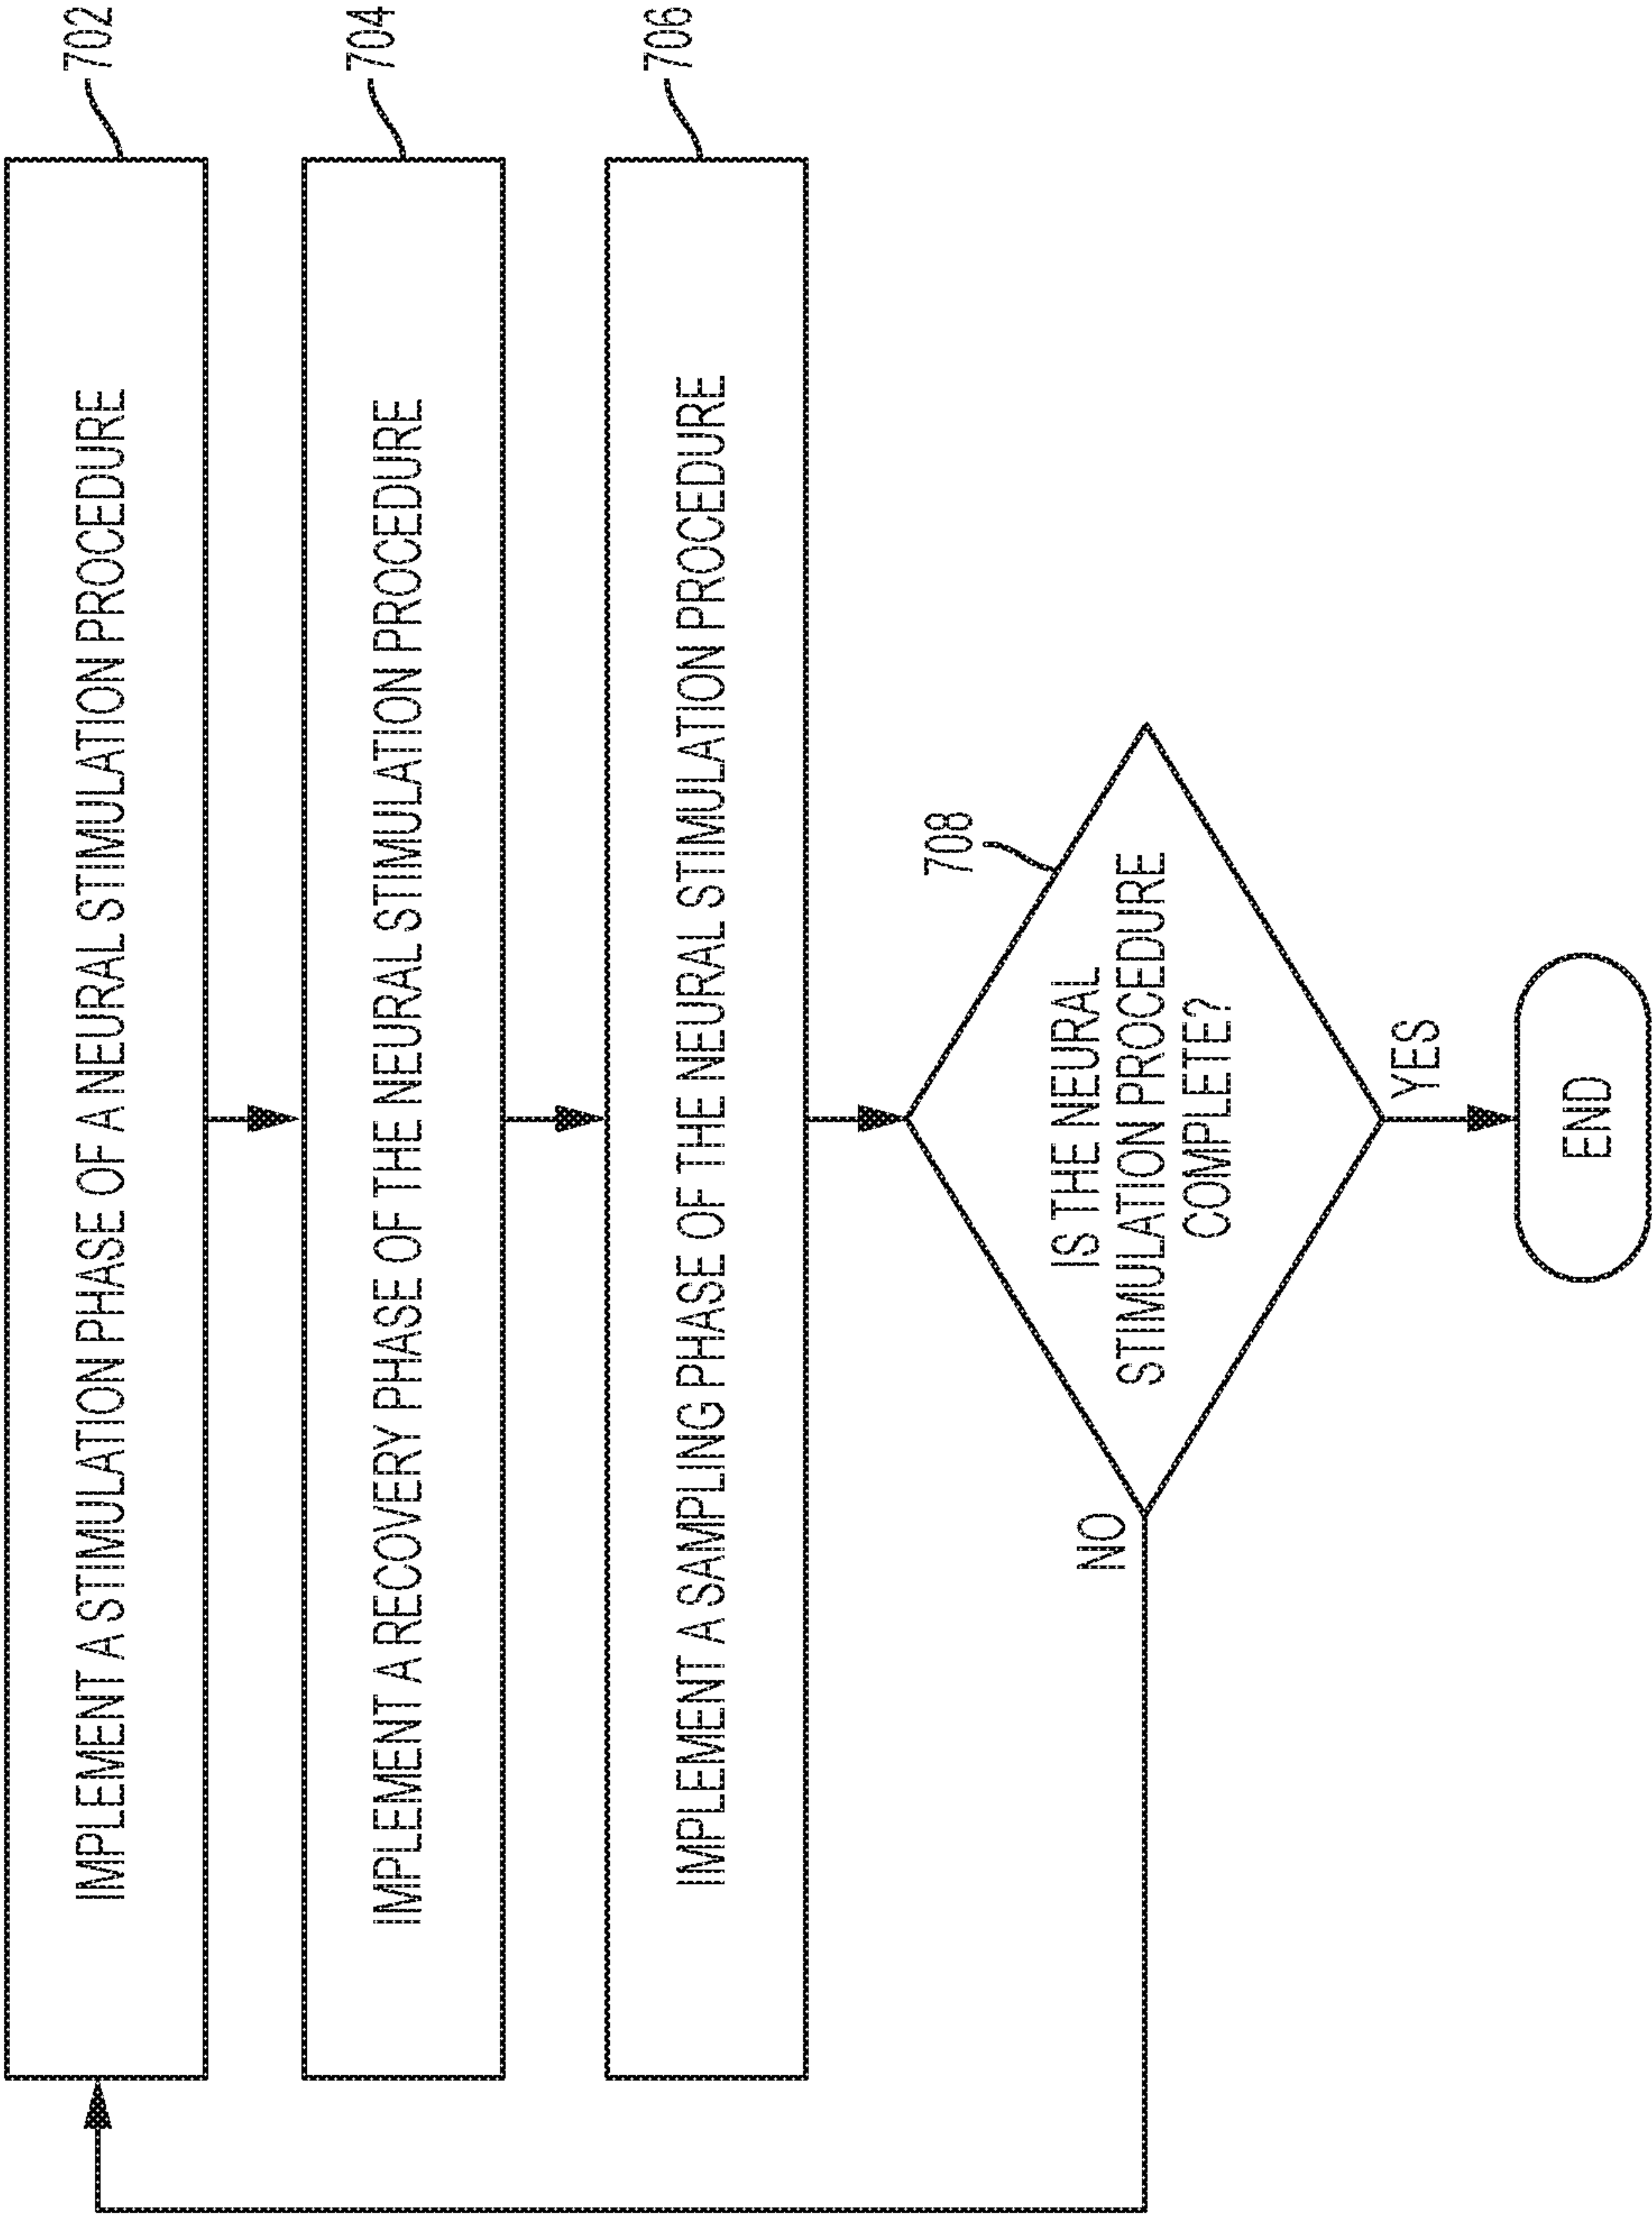 IMPLEMENT A STIMULATION PHASE OF A NEURAL STIMULATION PROCEDURE
702
IMPLEMENT A RECOVERY PHASE OF THE NEURAL STIMULATION PROCEDURE
704
IMPLEMENT A SAMPLING PHASE OF THE NEURAL STIMULATION PROCEDURE
706
708
IS THE NEURAL
STIMULATION PROCEDURE
COMPLETE?
NO
YES
END